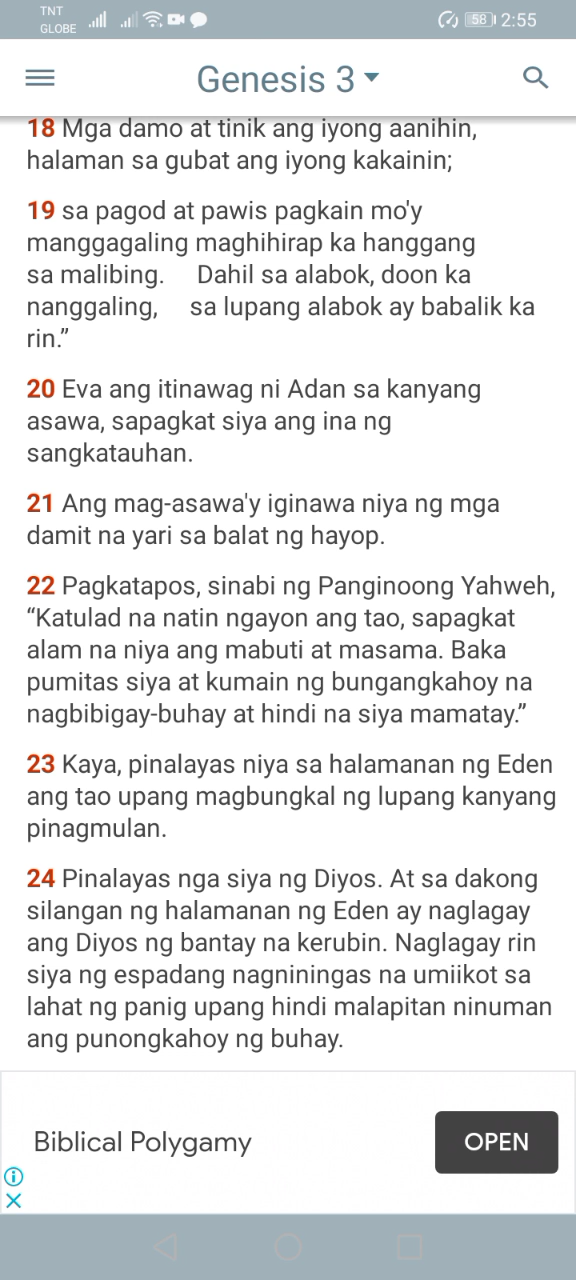 TNT
GLOBE
58 2:55
Genesis 3
18 Mga damo at tinik ang iyong aanihin,
halaman sa gubat ang iyong kakainin;
19 sa pagod at pawis pagkain mo'y
manggagaling maghihirap ka hanggang
sa malibing. Dahil sa alabok, doon ka
nanggaling, sa lupang alabok ay babalik ka
rin.”
20 Eva ang itinawag ni Adan sa kanyang
asawa, sapagkat siya ang ina ng
sangkatauhan.
21 Ang mag-asawa'y iginawa niya ng mga
damit na yari sa balat ng hayop.
22 Pagkatapos, sinabi ng Panginoong Yahweh,
“Katulad na natin ngayon ang tao, sapagkat
alam na niya ang mabuti at masama. Baka
pumitas siya at kumain ng bungangkahoy na
nagbibigay-buhay at hindi na siya mamatay.”
23 Kaya, pinalayas niya sa halamanan ng Eden
ang tao upang magbungkal ng lupang kanyang
pinagmulan.
24 Pinalayas nga siya ng Diyos. At sa dakong
silangan ng halamanan ng Eden ay naglagay
ang Diyos ng bantay na kerubin. Naglagay rin
siya ng espadang nagniningas na umiikot sa
lahat ng panig upang hindi malapitan ninuman
ang punongkahoy ng buhay.
Biblical Polygamy
OPEN